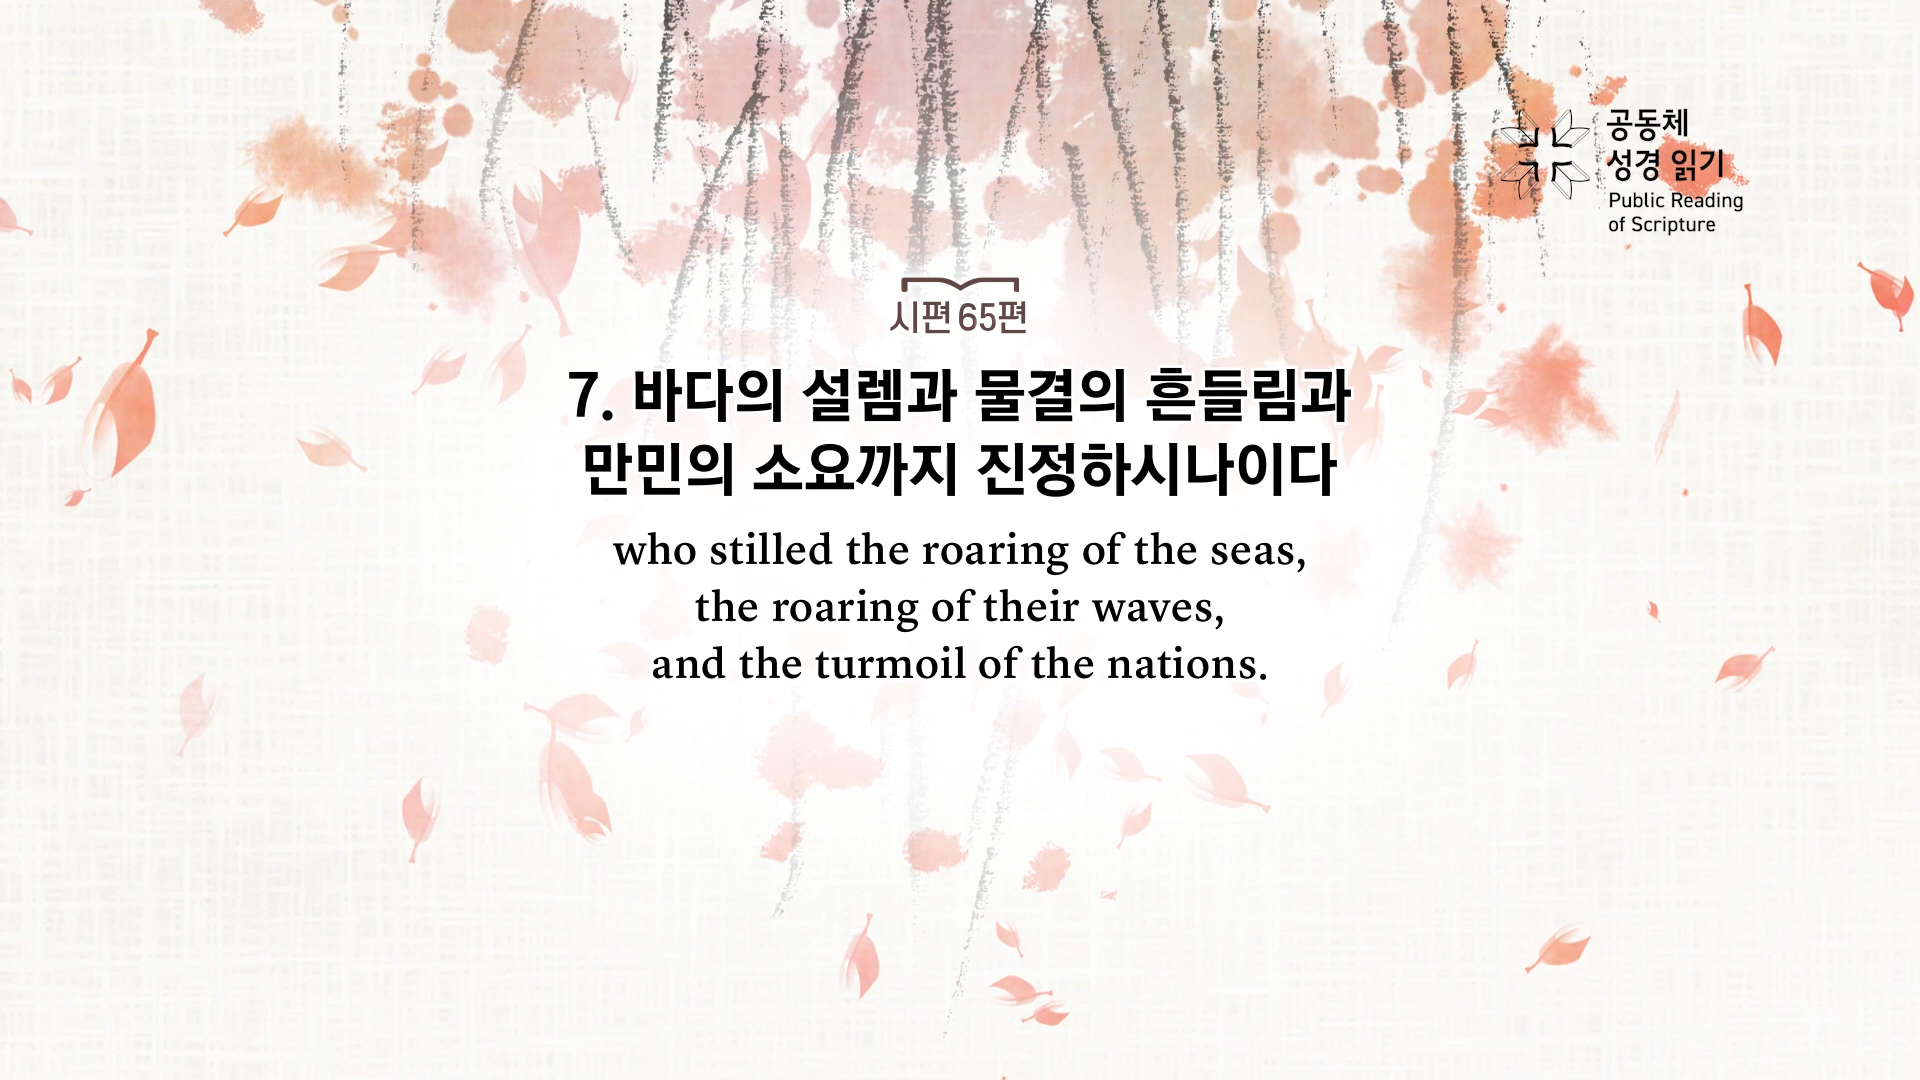 공동체
성경 읽기
Public Reading
of Scripture
시편 65편
7. 바다의 설렘과 물결의 흔들림과
만민의 소요까지 진정하시나이다
who stilled the roaring of the seas,
the roaring of their waves,
and the turmoil of the nations.